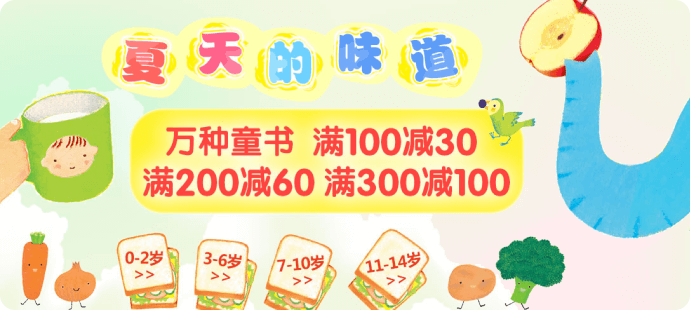 夏天的味道
万种童书 满100减30
满200减60 满300减100
0-2岁 >>
3-6岁 >>
7-10岁 >>
11-14岁 >>